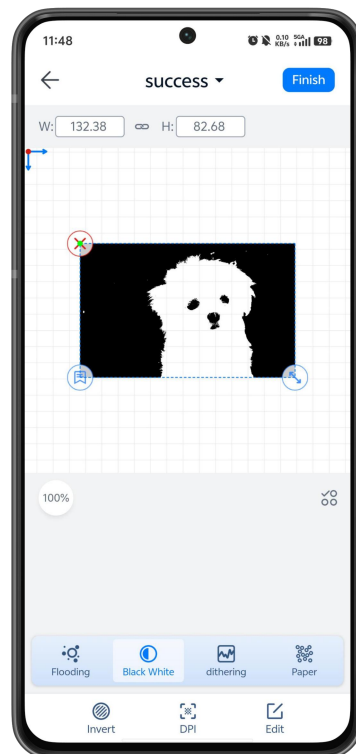 11:48 0.10 KB/s 5GA 98
success Finish
W: 132.38 H: 82.68
100%
Flooding Black White dithering Paper
Invert DPI Edit